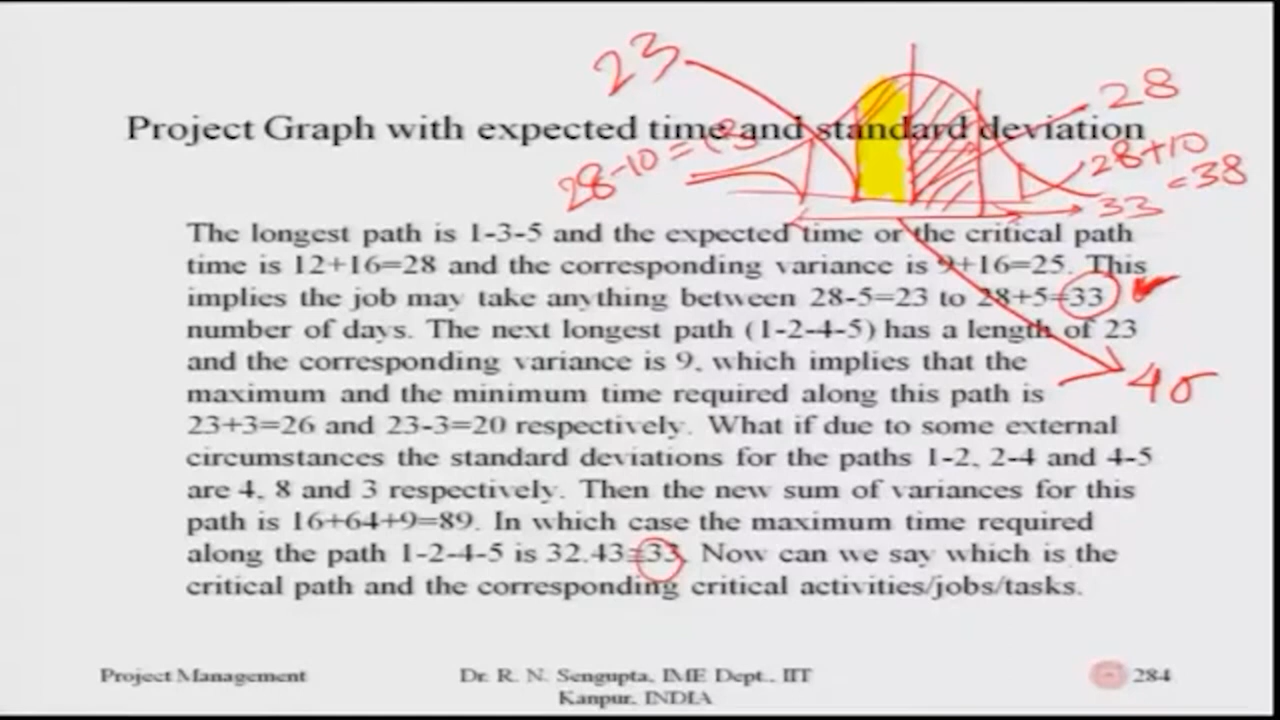 23
28
Project Graph with expected time and standard deviation
28-10 =
28+10
=38
33
The longest path is 1-3-5 and the expected time or the critical path
time is 12+16=28 and the corresponding variance is 9+16=25. This
implies the job may take anything between 28-5=23 to 28+5=33
number of days. The next longest path (1-2-4-5) has a length of 23
and the corresponding variance is 9, which implies that the
maximum and the minimum time required along this path is
4σ
23+3=26 and 23-3=20 respectively. What if due to some external
circumstances the standard deviations for the paths 1-2, 2-4 and 4-5
are 4, 8 and 3 respectively. Then the new sum of variances for this
path is 16+64+9=89. In which case the maximum time required
along the path 1-2-4-5 is 32.43≅33. Now can we say which is the
critical path and the corresponding critical activities/jobs/tasks.
Project Management
Dr. R. N. Sengupta, IME Dept., IIT
Kanpur, INDIA
284